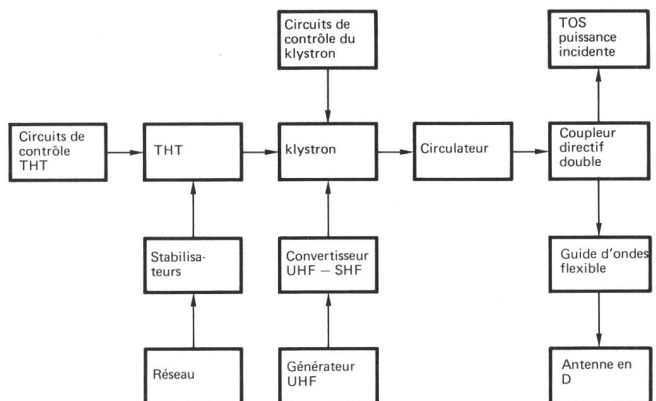 Circuits de
contrôle du
klystron
TOS
puissance
incidente
Circuits de
contrôle
THT
THT
klystron
Circulateur
Coupleur
directif
double
Stabilisa-
teurs
Convertisseur
UHF – SHF
Guide d'ondes
flexible
Réseau
Générateur
UHF
Antenne en
D